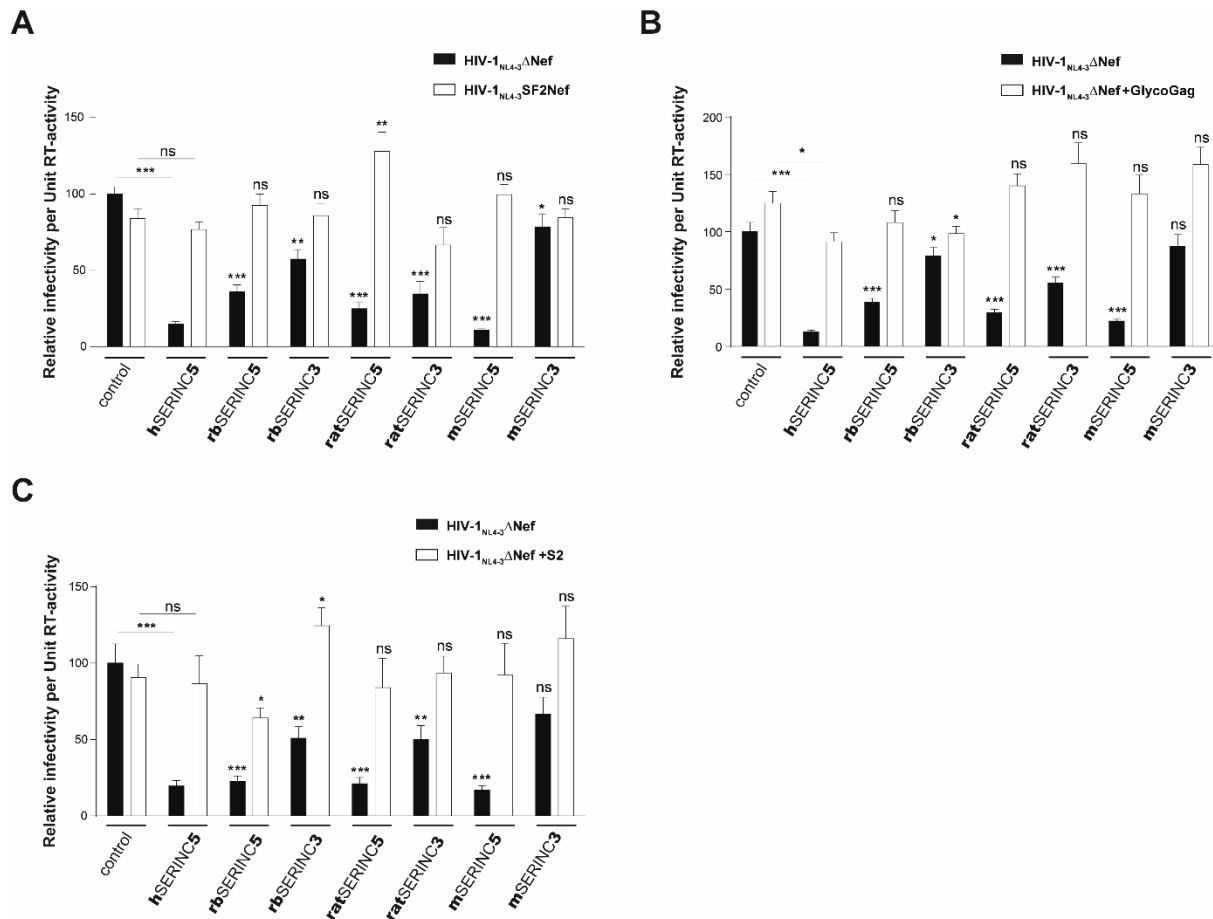 A
HIV-1NL4-3ΔNef
HIV-1NL4-3SF2Nef
Relative infectivity per Unit RT-activity
150
100
50
0
ns
***
***
ns
**
ns
***
**
***
ns
***
ns
*
ns
control
hSERINC5
rbSERINC5
rbSERINC3
ratSERINC5
ratSERINC3
mSERINC5
mSERINC3
B
HIV-1NL4-3ΔNef
HIV-1NL4-3ΔNef+GlycoGag
Relative infectivity per Unit RT-activity
200
150
100
50
0
*
***
***
ns
*
*
***
ns
***
ns
***
ns
ns
ns
control
hSERINC5
rbSERINC5
rbSERINC3
ratSERINC5
ratSERINC3
mSERINC5
mSERINC3
C
HIV-1NL4-3ΔNef
HIV-1NL4-3ΔNef +S2
Relative infectivity per Unit RT-activity
150
100
50
0
ns
***
***
*
**
*
***
ns
**
ns
***
ns
ns
ns
control
hSERINC5
rbSERINC5
rbSERINC3
ratSERINC5
ratSERINC3
mSERINC5
mSERINC3